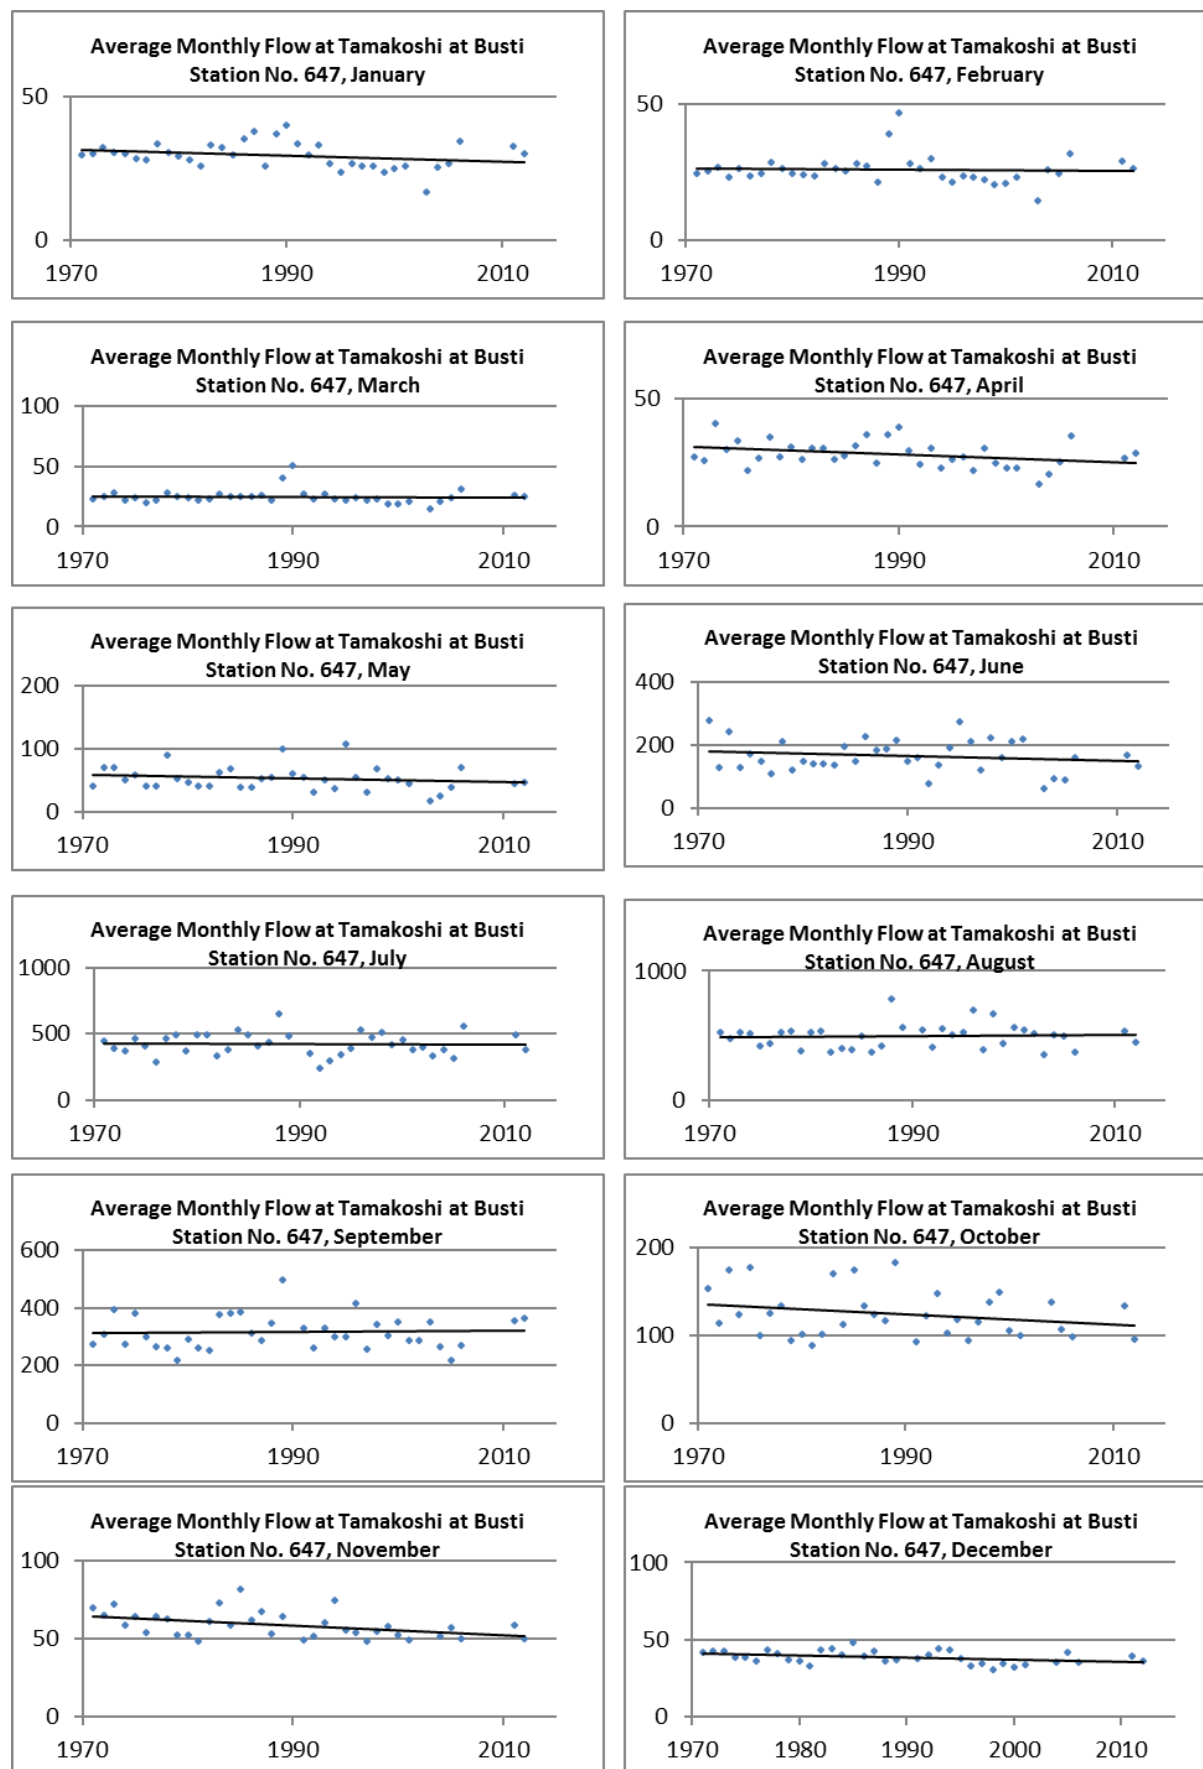 Average Monthly Flow at Tamakoshi at Busti
Station No. 647, January
50
0
1970
1990
2010
Average Monthly Flow at Tamakoshi at Busti
Station No. 647, February
50
0
1970
1990
2010
Average Monthly Flow at Tamakoshi at Busti
Station No. 647, March
100
50
0
1970
1990
2010
Average Monthly Flow at Tamakoshi at Busti
Station No. 647, April
50
0
1970
1990
2010
Average Monthly Flow at Tamakoshi at Busti
Station No. 647, May
200
100
0
1970
1990
2010
Average Monthly Flow at Tamakoshi at Busti
Station No. 647, June
400
200
0
1970
1990
2010
Average Monthly Flow at Tamakoshi at Busti
Station No. 647, July
1000
500
0
1970
1990
2010
Average Monthly Flow at Tamakoshi at Busti
Station No. 647, August
1000
0
1970
1990
2010
Average Monthly Flow at Tamakoshi at Busti
Station No. 647, September
600
400
200
0
1970
1990
2010
Average Monthly Flow at Tamakoshi at Busti
Station No. 647, October
200
100
0
1970
1990
2010
Average Monthly Flow at Tamakoshi at Busti
Station No. 647, November
100
50
0
1970
1990
2010
Average Monthly Flow at Tamakoshi at Busti
Station No. 647, December
100
50
0
1970
1980
1990
2000
2010